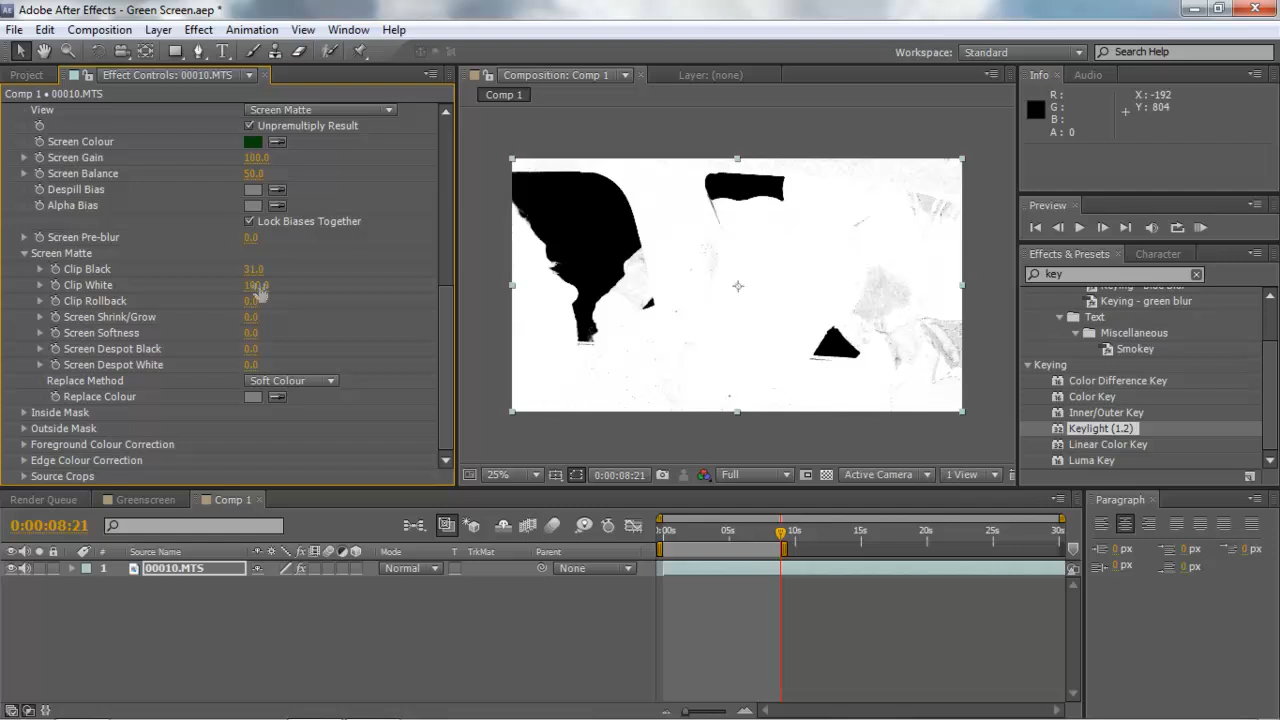 Adobe After Effects - Green Screen.aep *
File Edit Composition Layer Effect Animation View Window Help
Workspace: Standard Search Help
Project Effect Controls: 00010.MTS Composition: Comp 1 Layer: (none) Info Audio
Comp 1 • 00010.MTS
Comp 1
R: G: B: A: 0
X: -192
Y: 804
View Screen Matte
Unpremultiply Result
Screen Colour
Screen Gain 100.0
Screen Balance 50.0
Despill Bias
Alpha Bias
Lock Biases Together
Screen Pre-blur 0.0
Screen Matte
Clip Black 31.0
Clip White
Clip Rollback 0.0
Screen Shrink/Grow 0.0
Screen Softness 0.0
Screen Despot Black 0.0
Screen Despot White 0.0
Replace Method Soft Colour
Replace Colour
Inside Mask
Outside Mask
Foreground Colour Correction
Edge Colour Correction
Source Crops
25% 0:00:08:21 Full Active Camera 1 View
Preview
Effects & Presets Character
key
Keying - green blur
Text
Miscellaneous
Smokey
Keying
Color Difference Key
Color Key
Inner/Outer Key
Keylight (1.2)
Linear Color Key
Luma Key
Render Queue Greenscreen Comp 1
0:00:08:21
:00s 05s 10s 15s 20s 25s 30s
# Source Name Mode T TrkMat Parent
1 00010.MTS Normal None
Paragraph
0 px 0 px 0 px
0 px 0 px